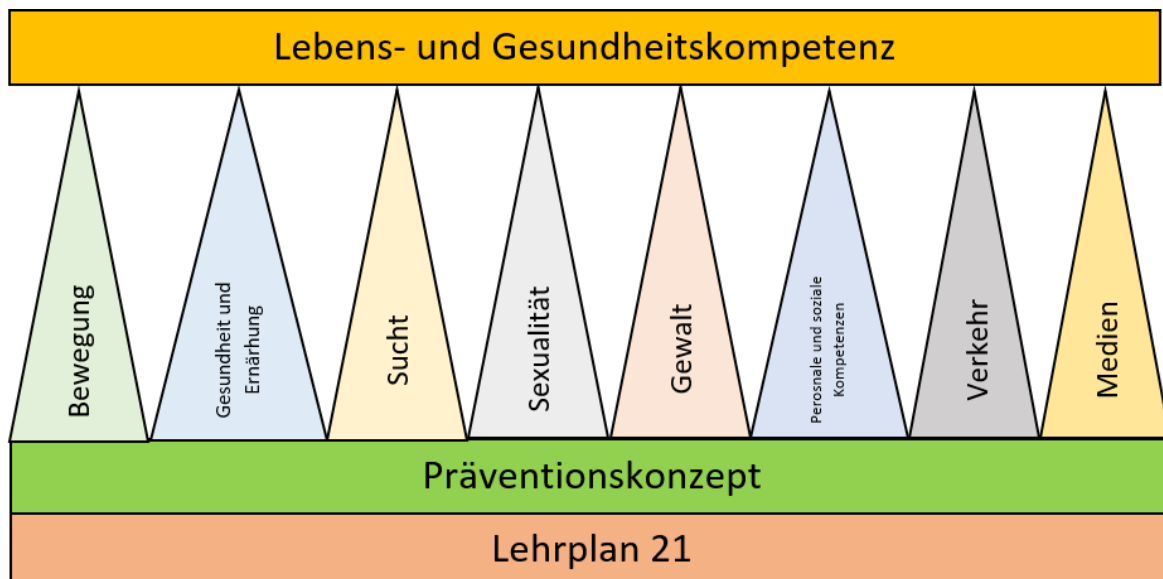 Lebens- und Gesundheitskompetenz
Bewegung
Gesundheit und
Ernärhung
Sucht
Sexualität
Gewalt
Perosnale und soziale
Kompetenzen
Verkehr
Medien
Präventionskonzept
Lehrplan 21